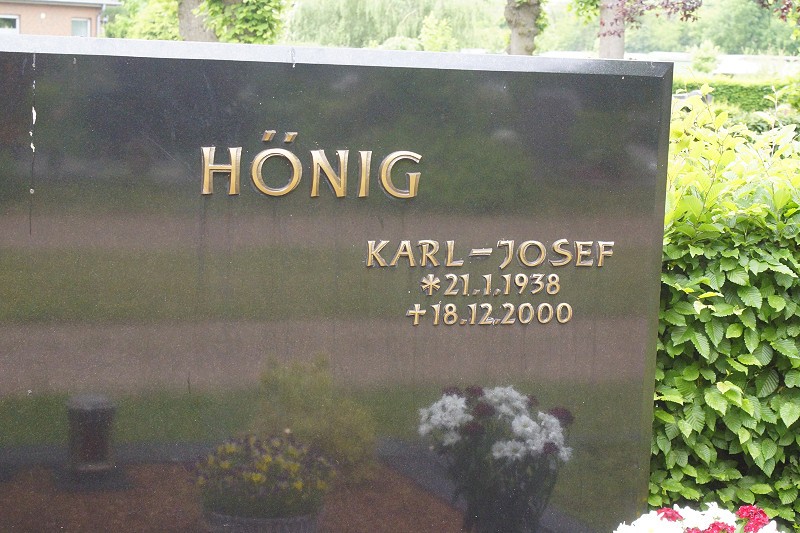 HÖNIG
KARL-JOSEF
*21.1.1938
†18.12.2000